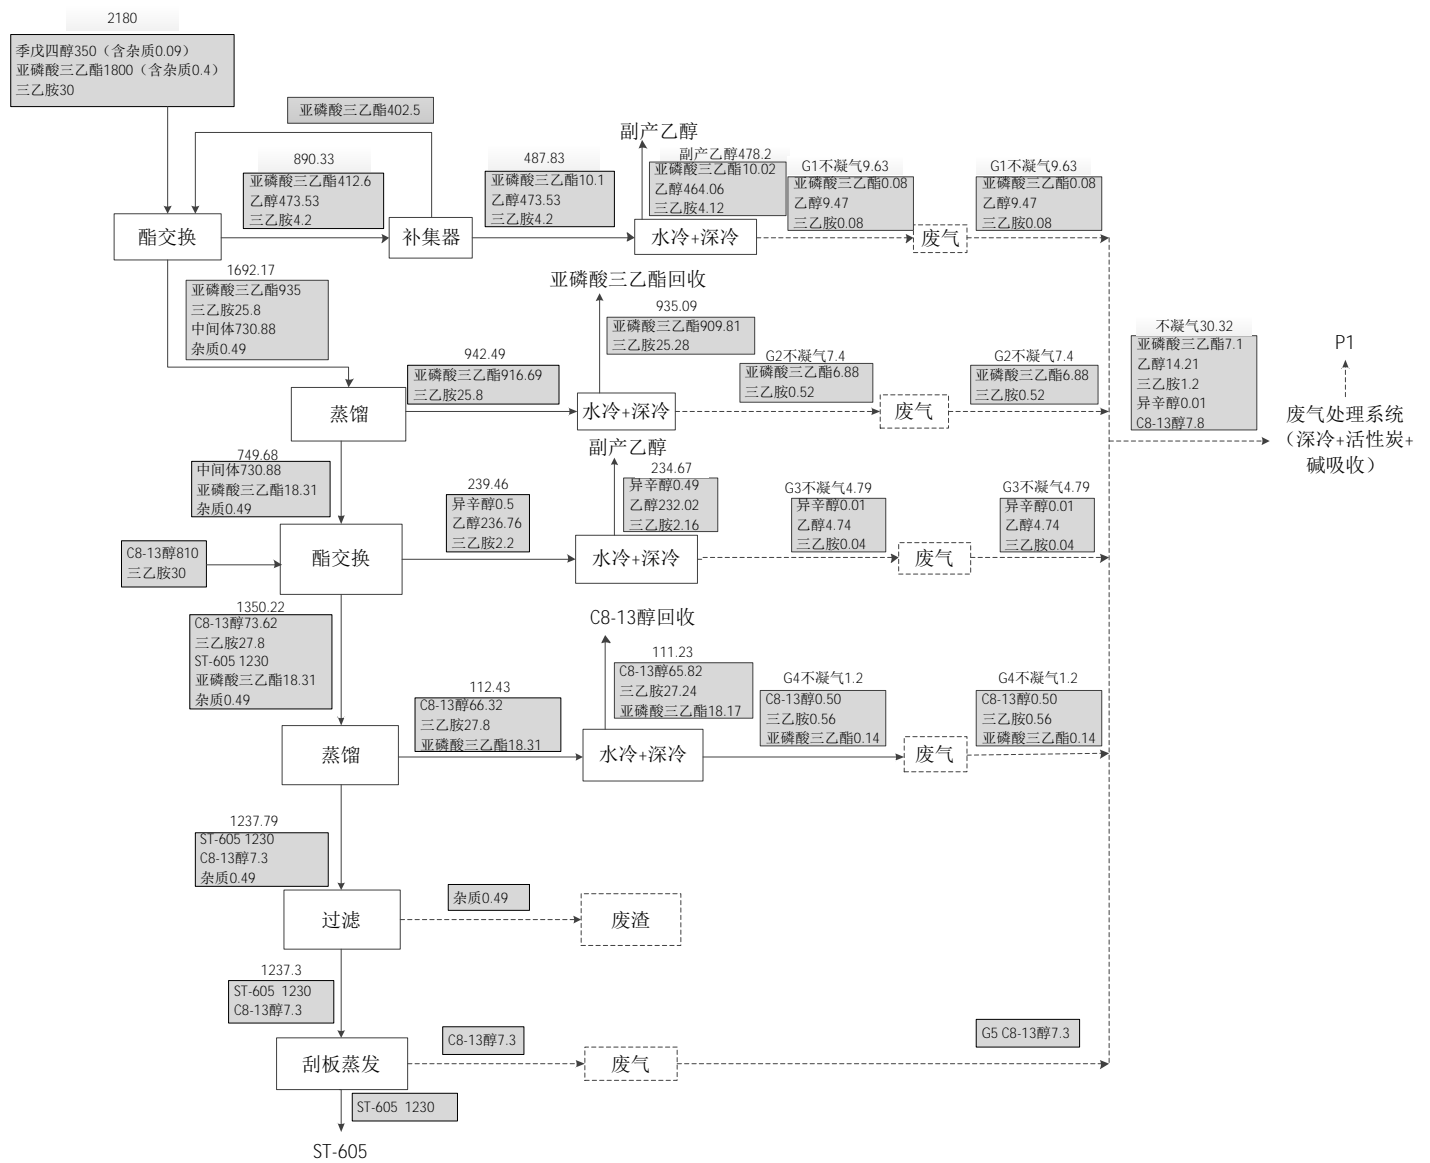 2180
季戊四醇350（含杂质0.09）
亚磷酸三乙酯1800（含杂质0.4）
三乙胺30
亚磷酸三乙酯402.5
890.33
亚磷酸三乙酯412.6
乙醇473.53
三乙胺4.2
487.83
亚磷酸三乙酯10.1
乙醇473.53
三乙胺4.2
副产乙醇
副产乙醇478.2
亚磷酸三乙酯10.02
乙醇464.06
三乙胺4.12
G1不凝气9.63
亚磷酸三乙酯0.08
乙醇9.47
三乙胺0.08
G1不凝气9.63
亚磷酸三乙酯0.08
乙醇9.47
三乙胺0.08
酯交换
补集器
水冷+深冷
废气
1692.17
亚磷酸三乙酯935
三乙胺25.8
中间体730.88
杂质0.49
亚磷酸三乙酯回收
935.09
亚磷酸三乙酯909.81
三乙胺25.28
942.49
亚磷酸三乙酯916.69
三乙胺25.8
G2不凝气7.4
亚磷酸三乙酯6.88
三乙胺0.52
G2不凝气7.4
亚磷酸三乙酯6.88
三乙胺0.52
不凝气30.32
亚磷酸三乙酯7.1
乙醇14.21
三乙胺1.2
异辛醇0.01
C8-13醇7.8
P1
废气处理系统
（深冷+活性炭+
碱吸收）
蒸馏
水冷+深冷
废气
749.68
中间体730.88
亚磷酸三乙酯18.31
杂质0.49
副产乙醇
239.46
异辛醇0.5
乙醇236.76
三乙胺2.2
234.67
异辛醇0.49
乙醇232.02
三乙胺2.16
G3不凝气4.79
异辛醇0.01
乙醇4.74
三乙胺0.04
G3不凝气4.79
异辛醇0.01
乙醇4.74
三乙胺0.04
C8-13醇810
三乙胺30
酯交换
水冷+深冷
废气
1350.22
C8-13醇73.62
三乙胺27.8
ST-605 1230
亚磷酸三乙酯18.31
杂质0.49
C8-13醇回收
112.43
C8-13醇66.32
三乙胺27.8
亚磷酸三乙酯18.31
111.23
C8-13醇65.82
三乙胺27.24
亚磷酸三乙酯18.17
G4不凝气1.2
C8-13醇0.50
三乙胺0.56
亚磷酸三乙酯0.14
G4不凝气1.2
C8-13醇0.50
三乙胺0.56
亚磷酸三乙酯0.14
蒸馏
水冷+深冷
废气
1237.79
ST-605 1230
C8-13醇7.3
杂质0.49
过滤
杂质0.49
废渣
1237.3
ST-605 1230
C8-13醇7.3
刮板蒸发
C8-13醇7.3
废气
G5 C8-13醇7.3
ST-605 1230
ST-605